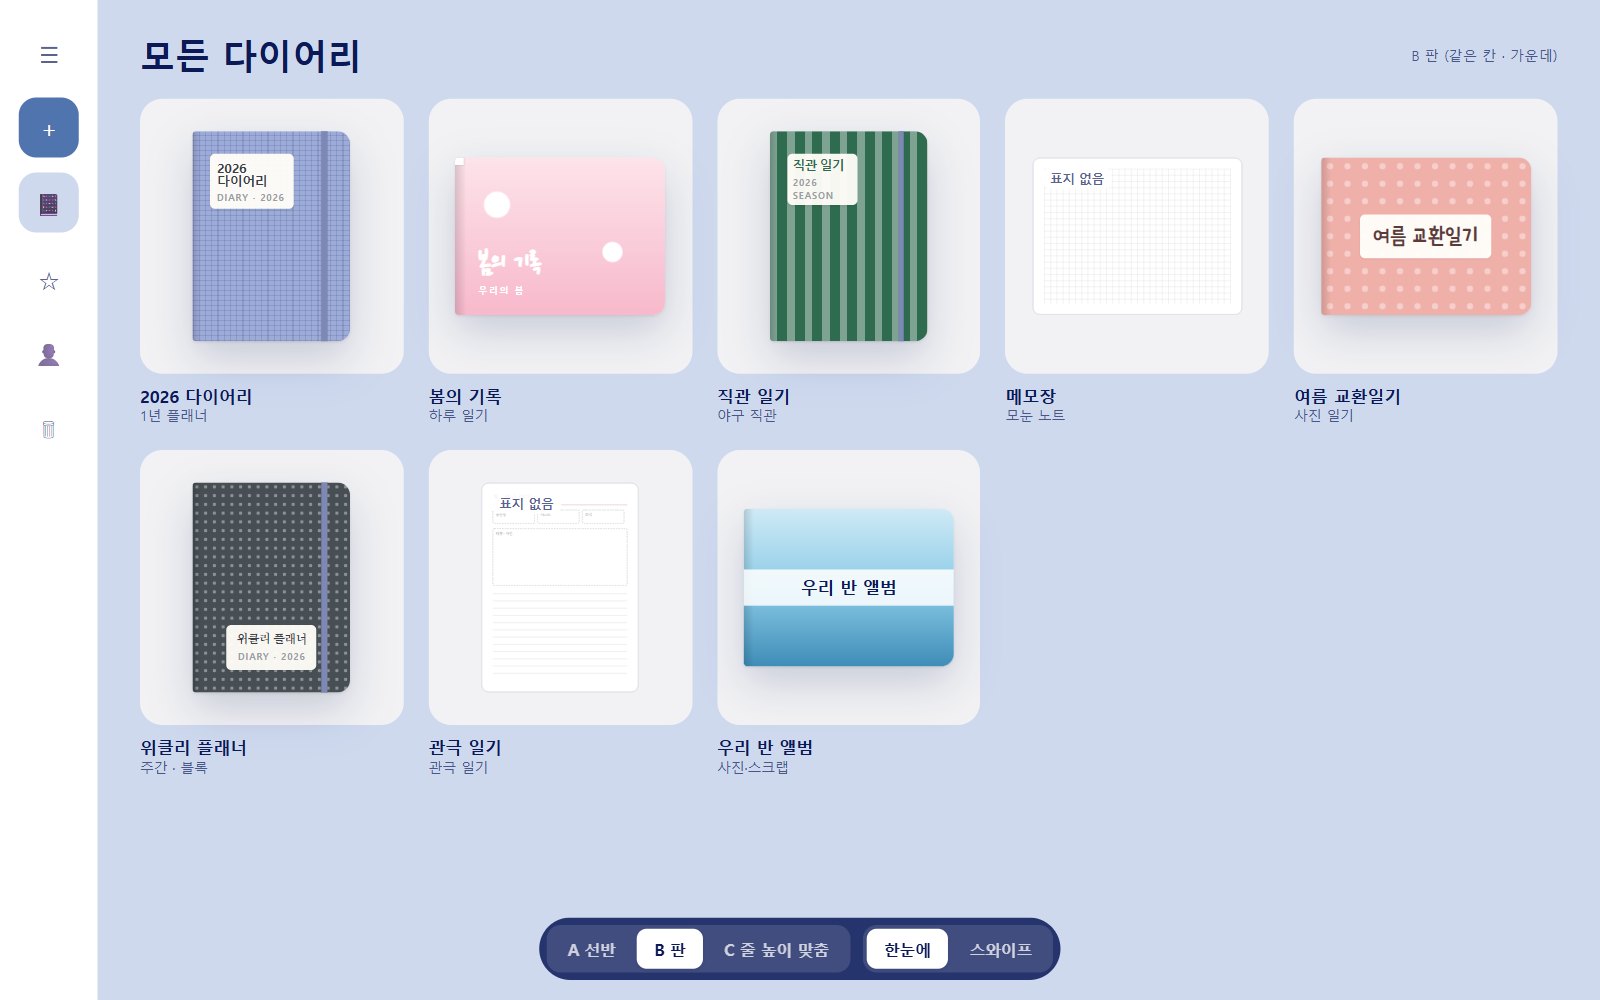 모든 다이어리
B 판 (같은 칸 · 가운데)
2026
다이어리
DIARY · 2026
봄의 기록
우리의 봄
직관 일기
2026
SEASON
표지 없음
여름 교환일기
2026 다이어리
1년 플래너
봄의 기록
하루 일기
직관 일기
야구 직관
메모장
모눈 노트
여름 교환일기
사진 일기
위클리 플래너
DIARY · 2026
표지 없음
우리 반 앨범
위클리 플래너
주간 · 블록
관극 일기
관극 일기
우리 반 앨범
사진·스크랩
A 선반
B 판
C 줄 높이 맞춤
한눈에
스와이프